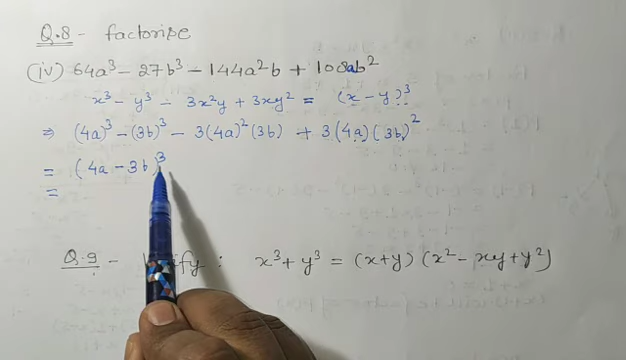 Q.8 - factorise
(iv) 64a³ - 27b³ - 144a²b + 108ab²
x³ - y³ - 3x²y + 3xy² = (x - y)³
⇒ (4a)³ - (3b)³ - 3(4a)²(3b) + 3(4a)(3b)²
= (4a - 3b)³
=
Q.9 - : x³ + y³ = (x+y) (x² - xy + y²)